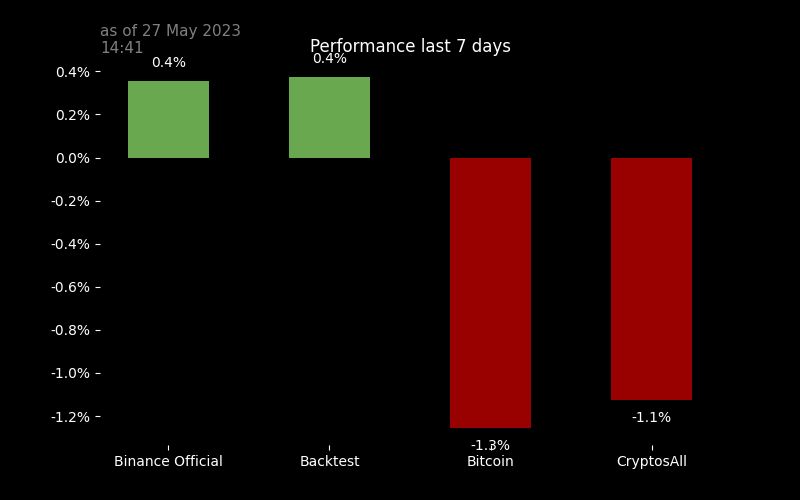 as of 27 May 2023
14:41
Performance last 7 days
0.4%
0.4%
0.4%
0.2%
0.0%
-0.2%
-0.4%
-0.6%
-0.8%
-1.0%
-1.2%
-1.1%
-1.3%
Binance Official
Backtest
Bitcoin
CryptosAll